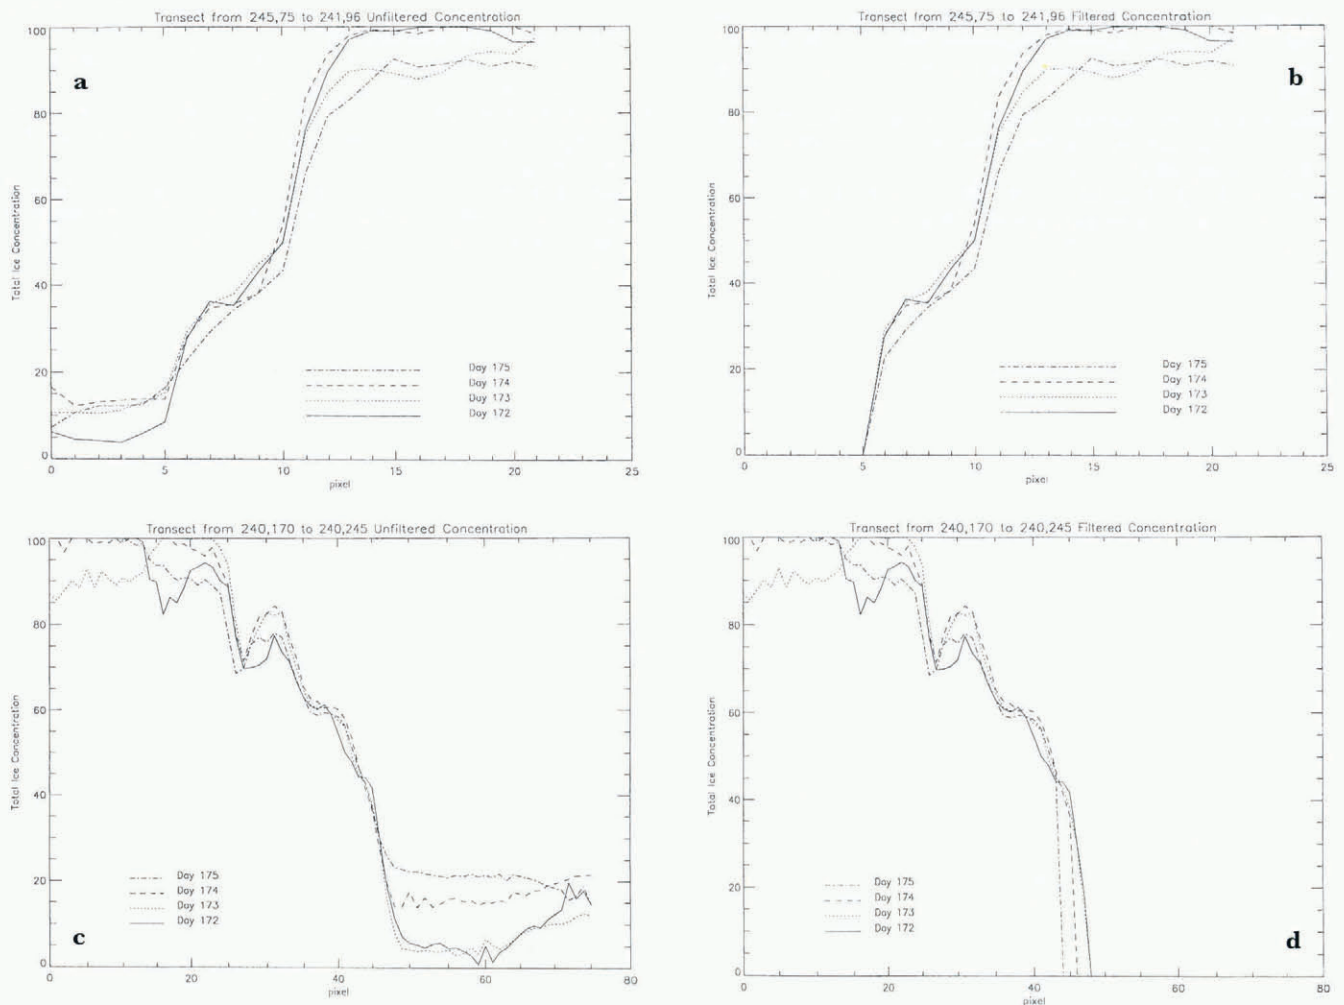 Transect from 245,75 to 241,96 Unfiltered Concentration
100
80
60
40
20
0
Total Ice Concentration
a
Day 175
Day 174
Day 173
Day 172
0 5 10 15 20 25
pixel
Transect from 245,75 to 241,96 Filtered Concentration
100
80
60
40
20
0
Total Ice Concentration
b
Day 175
Day 174
Day 173
Day 172
0 5 10 15 20 25
pixel
Transect from 240,170 to 240,245 Unfiltered Concentration
100
80
60
40
20
0
Total Ice Concentration
Day 175
Day 174
Day 173
Day 172
c
0 20 40 60 80
pixel
Transect from 240,170 to 240,245 Filtered Concentration
100
80
60
40
20
0
Total Ice Concentration
Day 175
Day 174
Day 173
Day 172
d
0 20 40 60 80
pixel